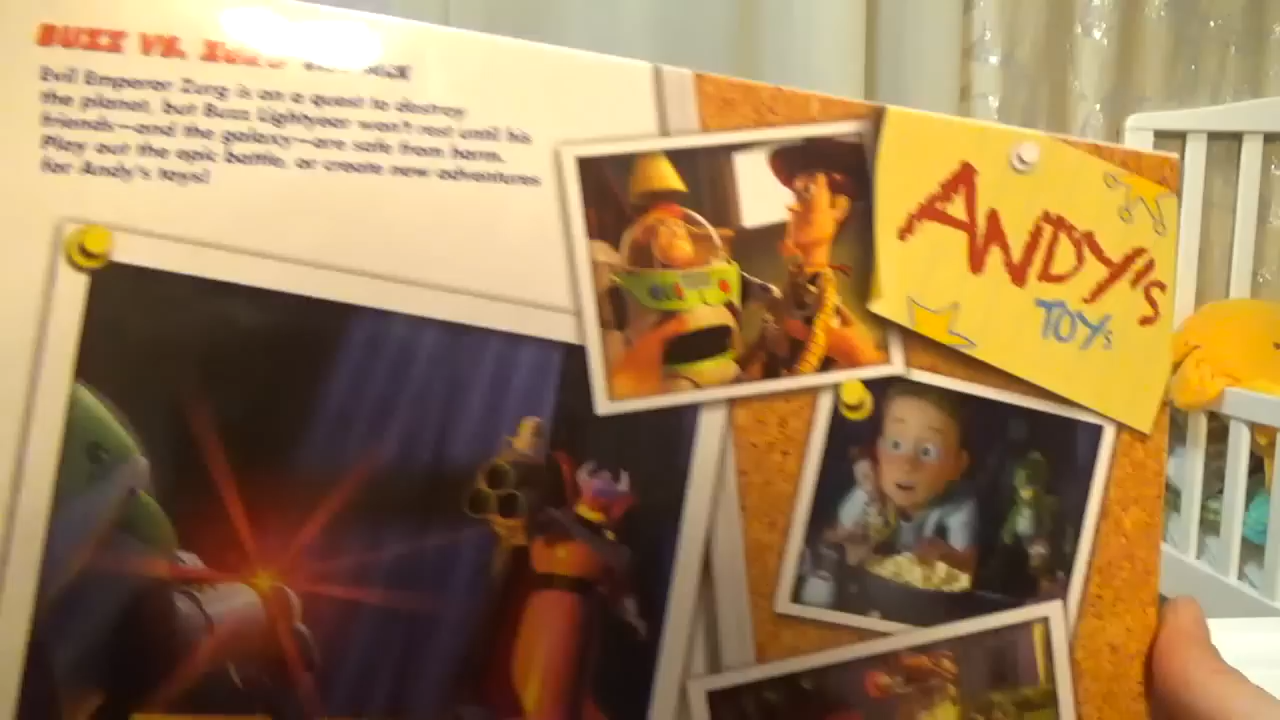 BUZZ VS. ZURG
Evil Emperor Zurg is on a quest to destroy
the planet, but Buzz Lightyear won't rest until his
friends—and the galaxy—are safe from harm.
Play out the epic battle, or create new adventures
for Andy's toys!
ANDY'S
TOYS